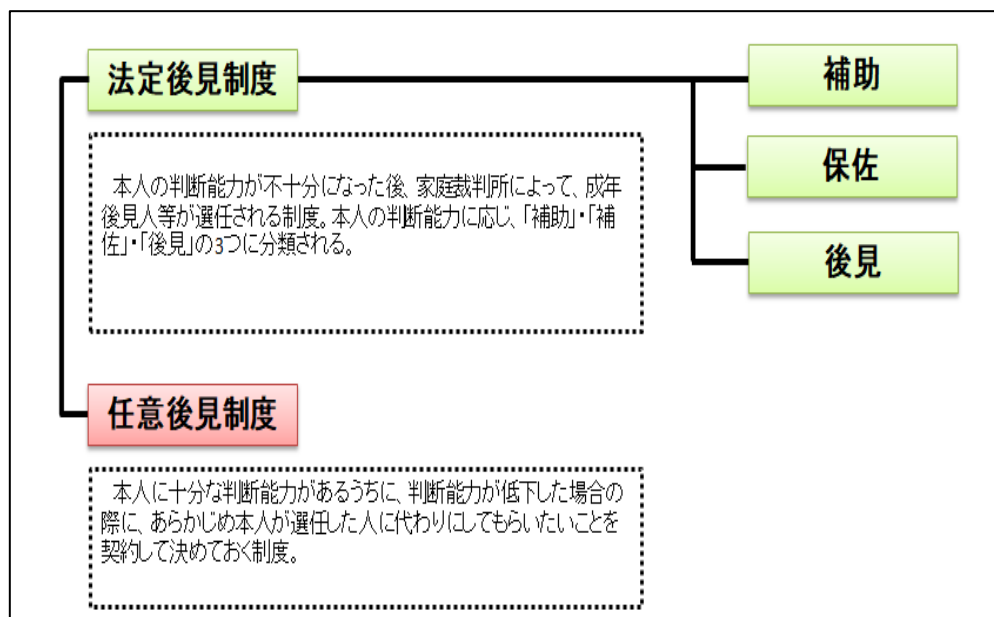 法定後見制度
補助
本人の判断能力が不十分になった後、家庭裁判所によって、成年
後見人等が選任される制度。本人の判断能力に応じ、「補助」・「補
佐」・「後見」の3つに分類される。
保佐
後見
任意後見制度
本人に十分な判断能力があるうちに、判断能力が低下した場合の
際に、あらかじめ本人が選任した人に代わりにしてもらいたいことを
契約して決めておく制度。